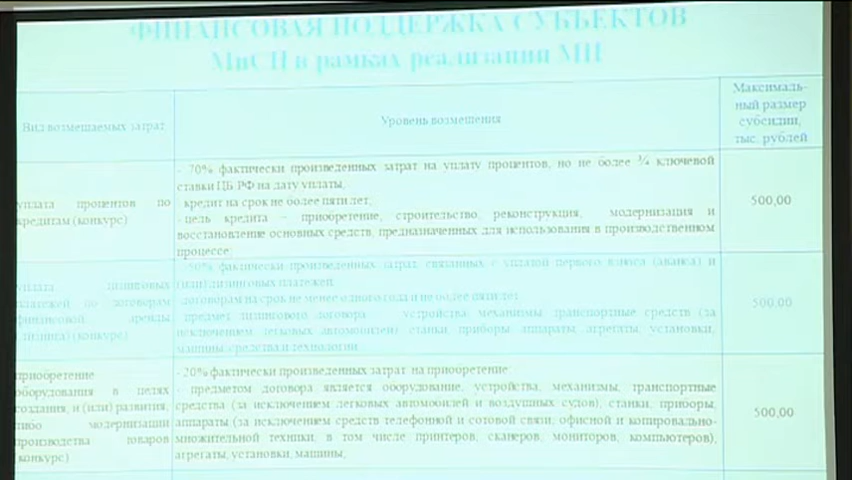 ФИНАНСОВАЯ ПОДДЕРЖКА СУБЪЕКТОВ
МиСП в рамках реализации МП
Вид возмещаемых затрат
Уровень возмещения
Максималь-
ный размер
субсидии,
тыс. рублей
уплата процентов по
кредитам (конкурс)
- 70% фактически произведенных затрат на уплату процентов, но не более ¾ ключевой
ставки ЦБ РФ на дату уплаты;
кредит на срок не более пяти лет;
- цель кредита – приобретение, строительство, реконструкция, модернизация и
восстановление основных средств, предназначенных для использования в производственном
процессе;
500,00
уплата лизинговых
платежей по договорам
финансовой аренды
(лизинга) (конкурс)
- 50% фактически произведенных затрат, связанных с уплатой первого взноса (аванса) и
(или) лизинговых платежей
договорам на срок не менее одного года и не более пяти лет
предмет лизингового договора устройства, механизмы, транспортные средств (за
исключением легковых автомобилей) станки, приборы, аппараты, агрегаты, установки,
машины, средства и технологии
500,00
приобретение
оборудования в целях
создания, и (или) развития,
либо модернизации
производства товаров
(конкурс)
- 20% фактически произведенных затрат на приобретение
- предметом договора является оборудование, устройства, механизмы, транспортные
средства (за исключением легковых автомобилей и воздушных судов), станки, приборы,
аппараты (за исключением средств телефонной и сотовой связи, офисной и копировально-
множительной техники, в том числе принтеров, сканеров, мониторов, компьютеров),
агрегаты, установки, машины;
500,00